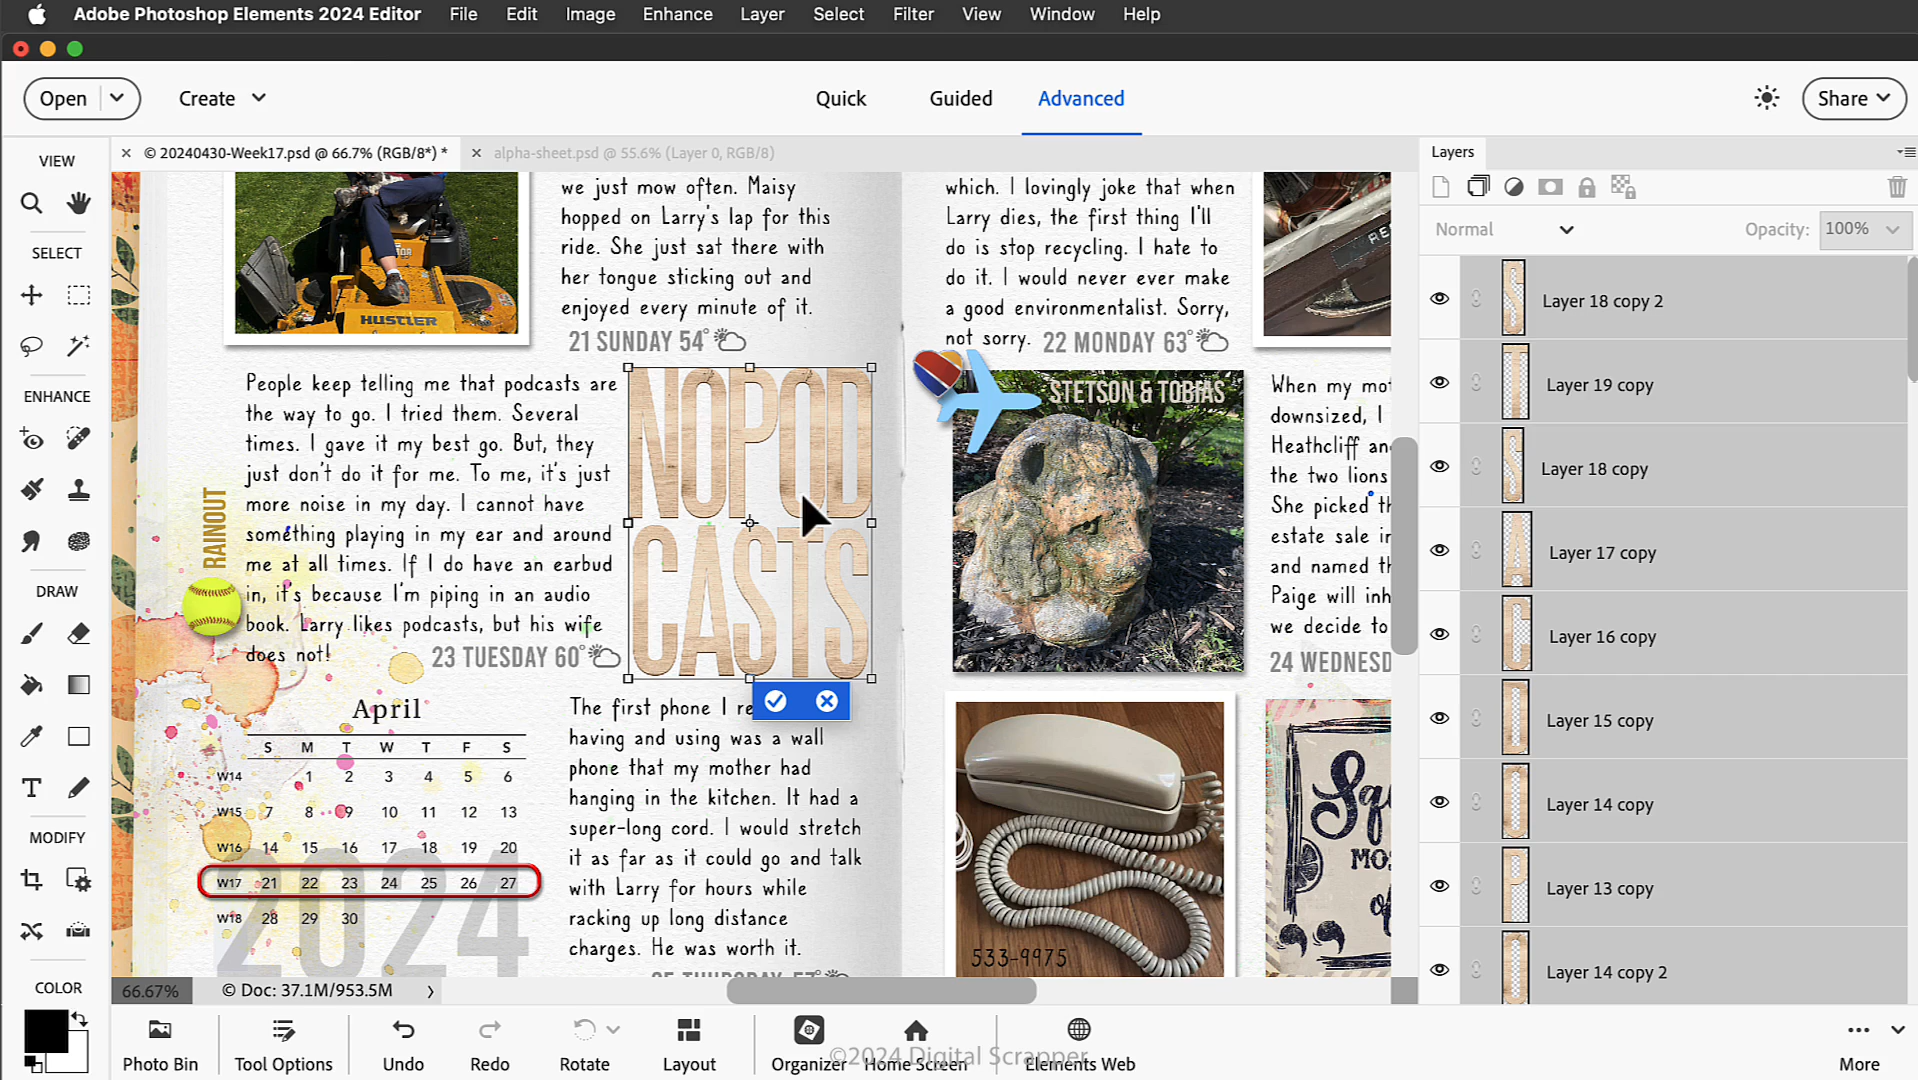 Adobe Photoshop Elements 2024 Editor File Edit Image Enhance Layer Select Filter View Window Help
Open Create Quick Guided Advanced Share
© 20240430-Week17.psd @ 66.7% (RGB/8*) * alpha-sheet.psd @ 55.6% (Layer 0, RGB/8)
VIEW
SELECT
ENHANCE
DRAW
MODIFY
COLOR
HUSTLER
we just mow often. Maisy
hopped on Larry's lap for this
ride. She just sat there with
her tongue sticking out and
enjoyed every minute of it.
21 SUNDAY 54°
which. I lovingly joke that when
Larry dies, the first thing I'll
do is stop recycling. I hate to
do it. I would never ever make
a good environmentalist. Sorry,
not sorry. 22 MONDAY 63°
RE
People keep telling me that podcasts are
the way to go. I tried them. Several
times. I gave it my best go. But, they
just don't do it for me. To me, it's just
more noise in my day. I cannot have
something playing in my ear and around
me at all times. If I do have an earbud
in, it's because I'm piping in an audio
book. Larry likes podcasts, but his wife
does not! 23 TUESDAY 60°
RAINOUT
NOPOD
CASTS
STETSON & TOBIAS
When my mot
downsized, I
Heathcliff an
the two lions
She picked th
estate sale in
and named th
Paige will inh
we decide to
24 WEDNESD
April
S M T W T F S
W14 1 2 3 4 5 6
W15 7 8 9 10 11 12 13
W16 14 15 16 17 18 19 20
W17 21 22 23 24 25 26 27
W18 28 29 30
2024
The first phone I re
having and using was a wall
phone that my mother had
hanging in the kitchen. It had a
super-long cord. I would stretch
it as far as it could go and talk
with Larry for hours while
racking up long distance
charges. He was worth it.
25 THURSDAY 57°
533-9975
Sq
MO
of
Layers
Normal Opacity: 100%
Layer 18 copy 2
Layer 19 copy
Layer 18 copy
Layer 17 copy
Layer 16 copy
Layer 15 copy
Layer 14 copy
Layer 13 copy
Layer 14 copy 2
66.67% © Doc: 37.1M/953.5M
Photo Bin Tool Options Undo Redo Rotate Layout Organizer Home Screen Elements Web More
©2024 Digital Scrapper